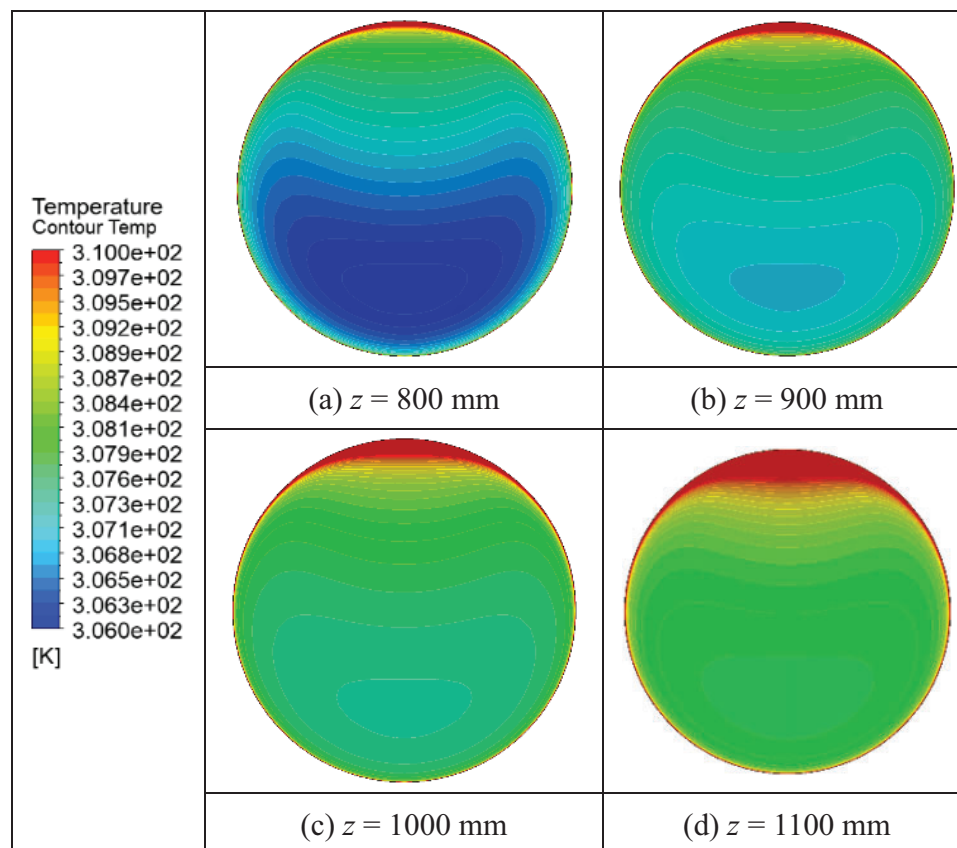 Temperature
Contour Temp
3.100e+02
3.097e+02
3.095e+02
3.092e+02
3.089e+02
3.087e+02
3.084e+02
3.081e+02
3.079e+02
3.076e+02
3.073e+02
3.071e+02
3.068e+02
3.065e+02
3.063e+02
3.060e+02
[K]
(a) z = 800 mm
(b) z = 900 mm
(c) z = 1000 mm
(d) z = 1100 mm